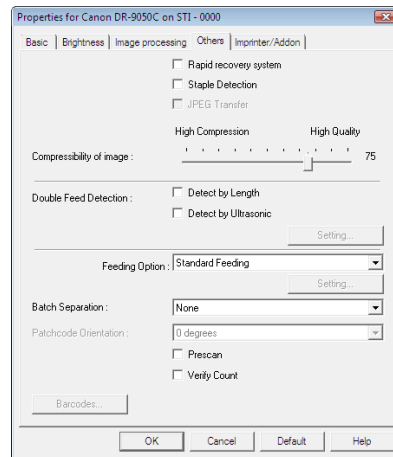 Properties for Canon DR-9050C on STI - 0000
Basic Brightness Image processing Others Imprinter/Addon
Rapid recovery system
Staple Detection
JPEG Transfer
High Compression High Quality
Compressibility of image : 75
Double Feed Detection : Detect by Length
Detect by Ultrasonic
Setting...
Feeding Option : Standard Feeding
Setting...
Batch Separation : None
Patchcode Orientation : 0 degrees
Prescan
Verify Count
Barcodes...
OK Cancel Default Help